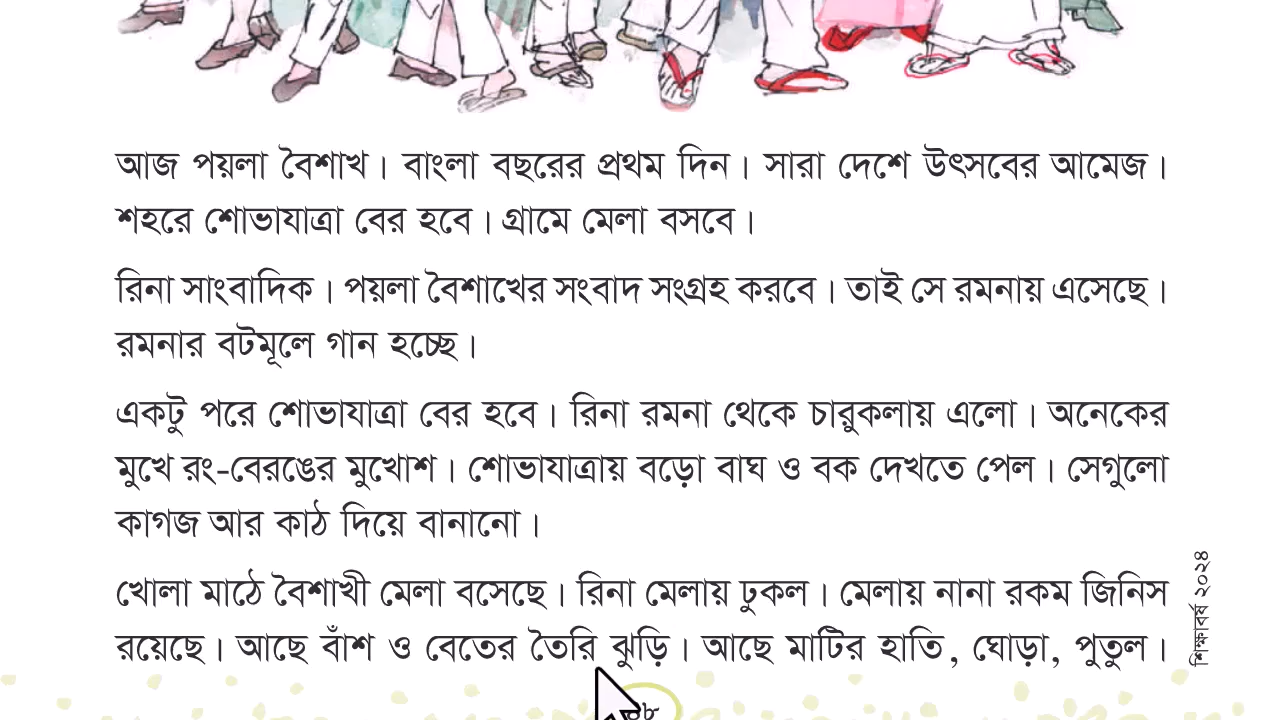 আজ পয়লা বৈশাখ। বাংলা বছরের প্রথম দিন। সারা দেশে উৎসবের আমেজ।
শহরে শোভাযাত্রা বের হবে। গ্রামে মেলা বসবে।
রিনা সাংবাদিক। পয়লা বৈশাখের সংবাদ সংগ্রহ করবে। তাই সে রমনায় এসেছে।
রমনার বটমূলে গান হচ্ছে।
একটু পরে শোভাযাত্রা বের হবে। রিনা রমনা থেকে চারুকলায় এলো। অনেকের
মুখে রং-বেরঙের মুখোশ। শোভাযাত্রায় বড়ো বাঘ ও বক দেখতে পেল। সেগুলো
কাগজ আর কাঠ দিয়ে বানানো।
খোলা মাঠে বৈশাখী মেলা বসেছে। রিনা মেলায় ঢুকল। মেলায় নানা রকম জিনিস
রয়েছে। আছে বাঁশ ও বেতের তৈরি ঝুড়ি। আছে মাটির হাতি, ঘোড়া, পুতুল।
শিক্ষাবর্ষ ২০২৪